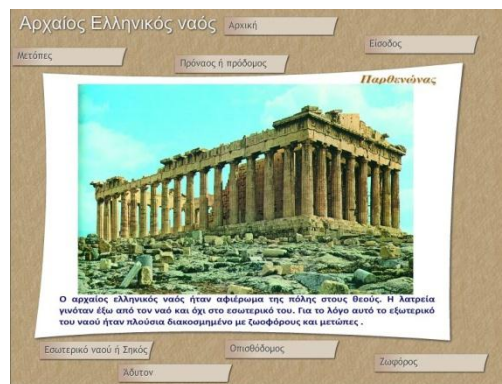 Αρχαίος Ελληνικός ναός
Αρχική
Είσοδος
Μετόπες
Πρόναος ή πρόδομος
Παρθενώνας
Ο αρχαίος ελληνικός ναός ήταν αφιέρωμα της πόλης στους θεούς. Η λατρεία
γινόταν έξω από τον ναό και όχι στο εσωτερικό του. Για το λόγο αυτό το εξωτερικό
του ναού ήταν πλούσια διακοσμημένο με ζωοφόρους και μετώπες .
Εσωτερικό ναού ή Σηκός
Οπισθόδομος
Ζωφόρος
Άδυτον